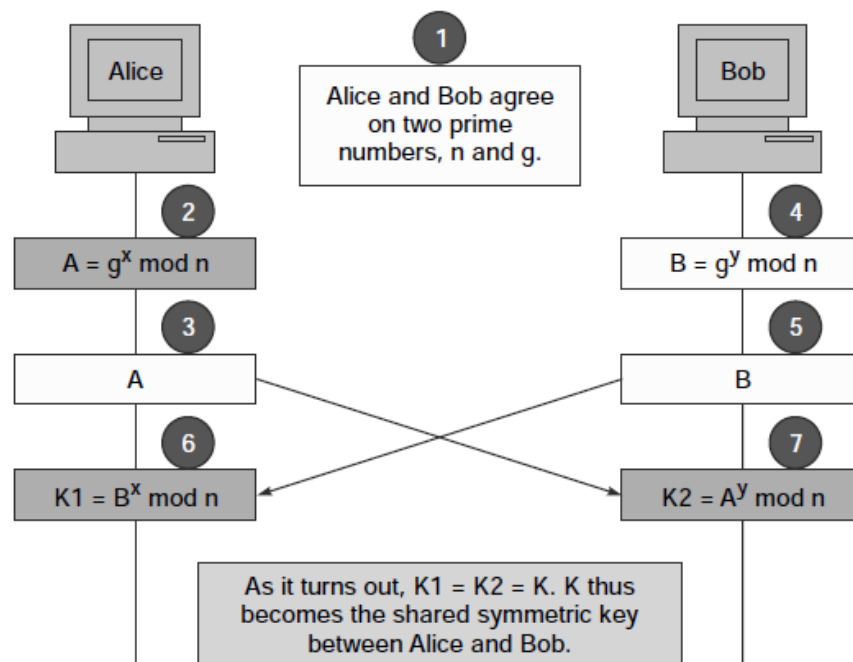 1
Alice
Bob
Alice and Bob agree
on two prime
numbers, n and g.
2
4
A = g^x mod n
B = g^y mod n
3
5
A
B
6
7
K1 = B^x mod n
K2 = A^y mod n
As it turns out, K1 = K2 = K. K thus
becomes the shared symmetric key
between Alice and Bob.